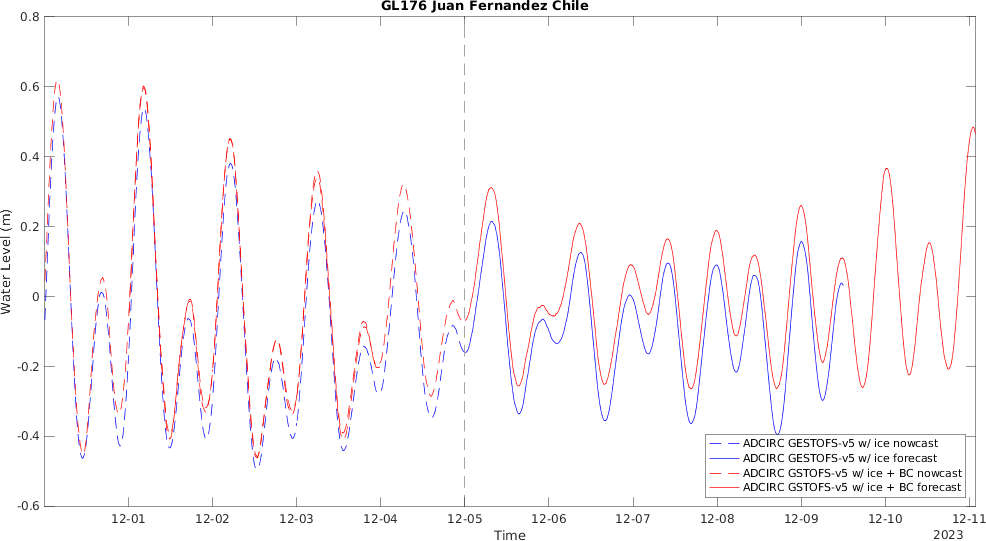 GL176 Juan Fernandez Chile
0.8
0.6
0.4
0.2
0
-0.2
-0.4
-0.6
Water Level (m)
ADCIRC GESTOFS-v5 w/ ice nowcast
ADCIRC GESTOFS-v5 w/ ice forecast
ADCIRC GSTOFS-v5 w/ ice + BC nowcast
ADCIRC GSTOFS-v5 w/ ice + BC forecast
12-01 12-02 12-03 12-04 12-05 12-06 12-07 12-08 12-09 12-10 12-11
Time
2023